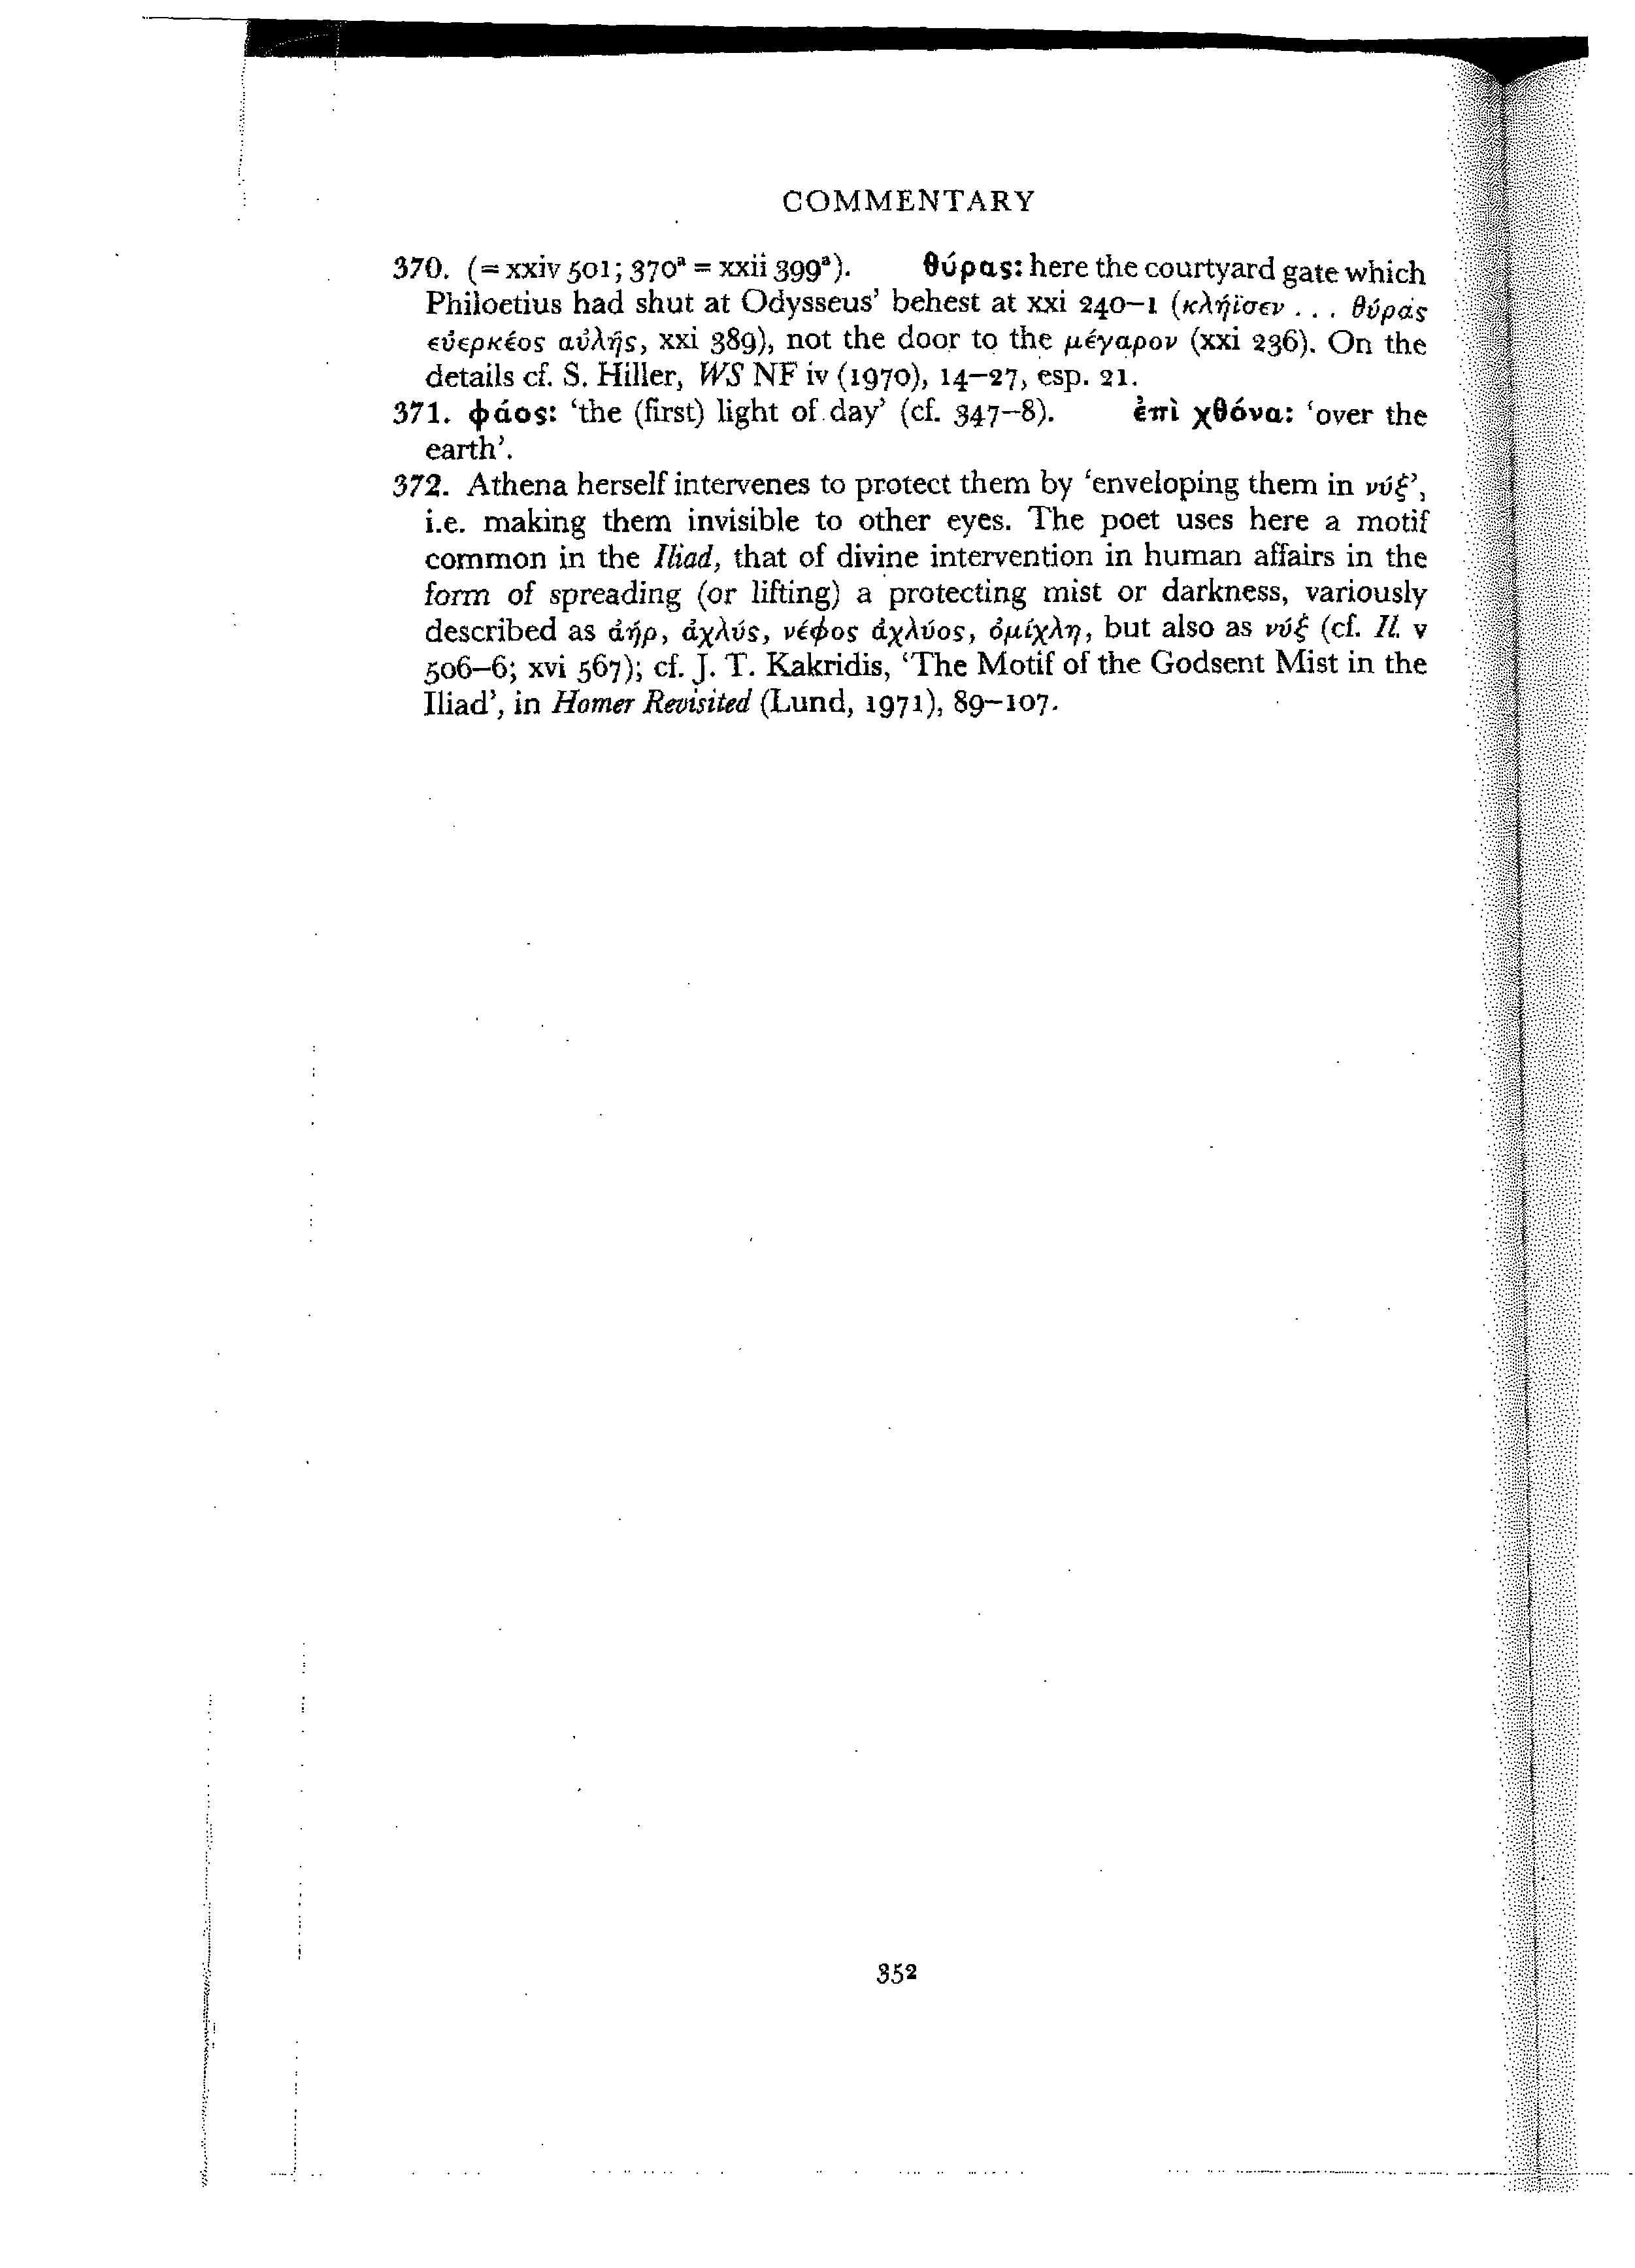 COMMENTARY
370. (= xxiv 501; 370ᵃ = xxii 399ᵃ). θύρας: here the courtyard gate which
Philoetius had shut at Odysseus’ behest at xxi 240–1 (κλήϊσεν . . . θύρας
εὐερκέος αὐλῆς, xxi 389), not the door to the μέγαρον (xxi 236). On the
details cf. S. Hiller, WS NF iv (1970), 14–27, esp. 21.
371. φάος: ‘the (first) light of day’ (cf. 347–8). ἐπὶ χθόνα: ‘over the
earth’.
372. Athena herself intervenes to protect them by ‘enveloping them in νύξ’,
i.e. making them invisible to other eyes. The poet uses here a motif
common in the Iliad, that of divine intervention in human affairs in the
form of spreading (or lifting) a protecting mist or darkness, variously
described as ἀήρ, ἀχλύς, νέφος ἀχλύος, ὀμίχλη, but also as νύξ (cf. Il. v
506–6; xvi 567); cf. J. T. Kakridis, ‘The Motif of the Godsent Mist in the
Iliad’, in Homer Revisited (Lund, 1971), 89–107.
352